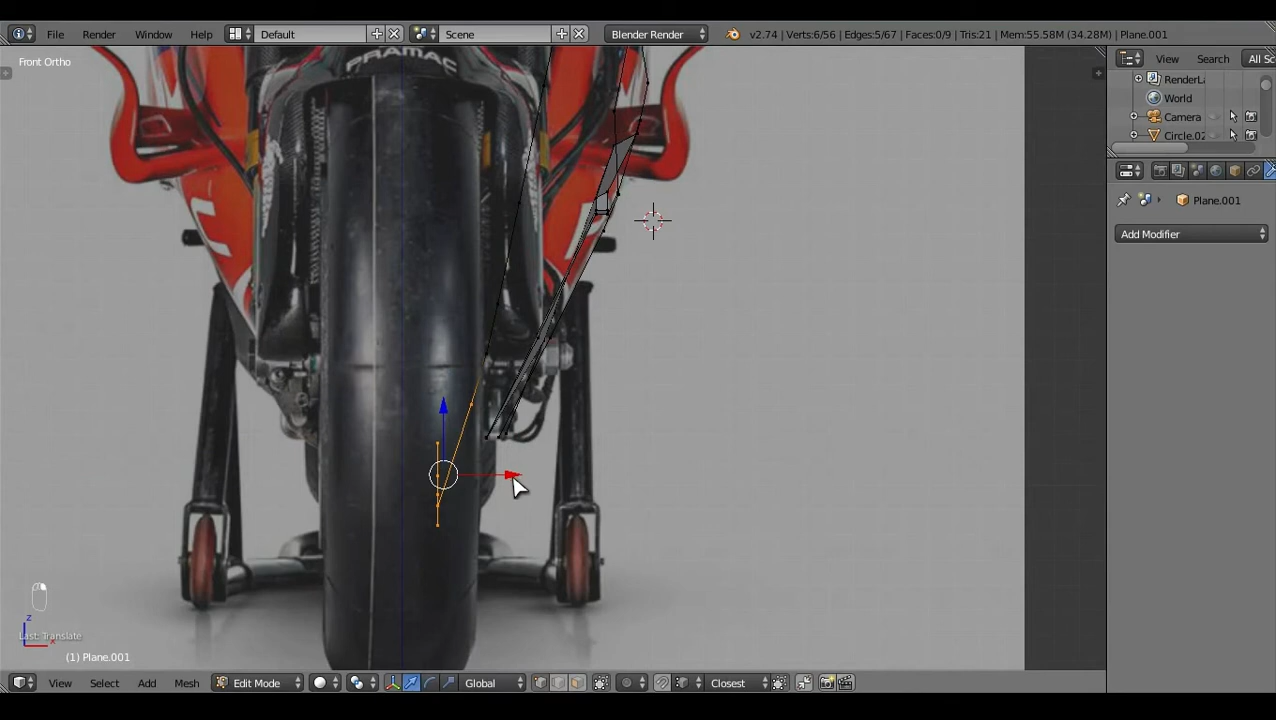 File Render Window Help Default Scene Blender Render v2.74 | Verts:6/56 | Edges:5/67 | Faces:0/9 | Tris:21 | Mem:55.58M (34.28M) | Plane.001
Front Ortho
View Search All Sc
RenderLa
World
Camera
Circle.02
PRAMAC
Plane.001
Add Modifier
z
Last: Translate
(1) Plane.001
View Select Add Mesh Edit Mode Global Closest